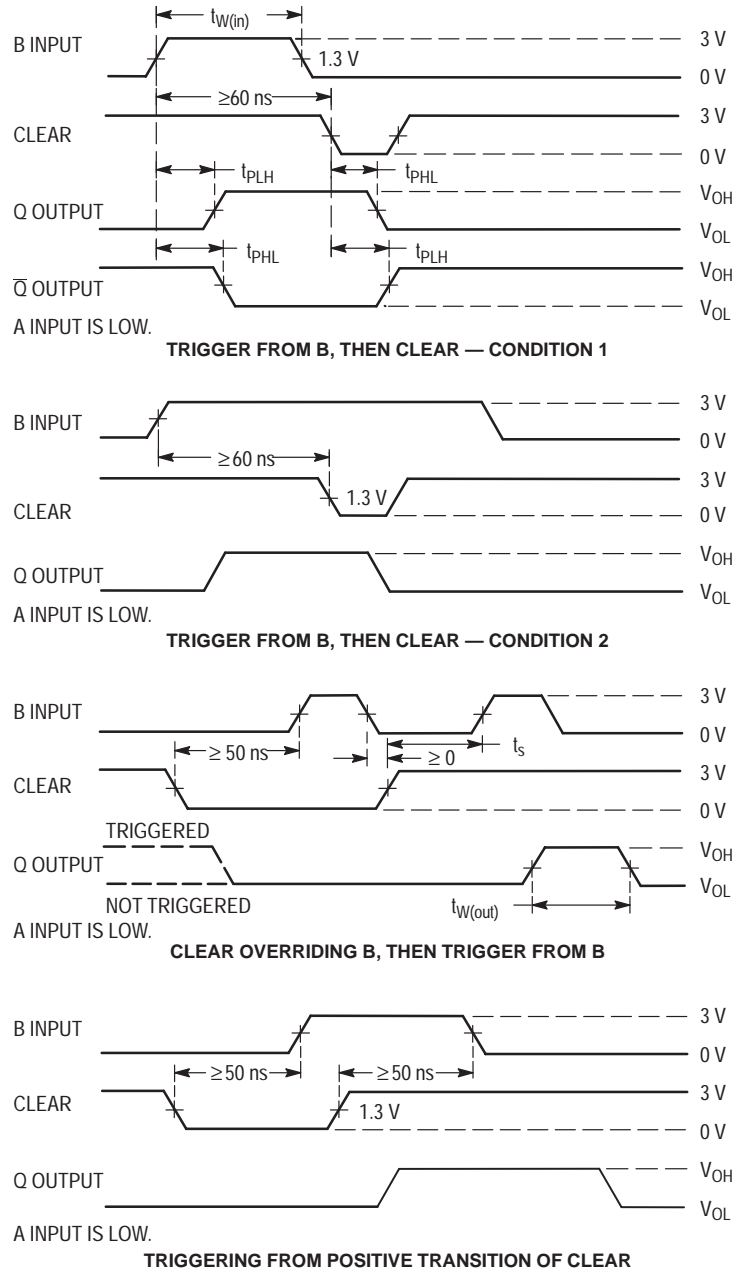 tW(in)
B INPUT
3 V
1.3 V
0 V
≥60 ns
3 V
CLEAR
0 V
tPLH
tPHL
VOH
Q OUTPUT
VOL
tPHL
tPLH
VOH
Q̅ OUTPUT
VOL
A INPUT IS LOW.
TRIGGER FROM B, THEN CLEAR — CONDITION 1
3 V
B INPUT
0 V
≥60 ns
3 V
1.3 V
CLEAR
0 V
VOH
Q OUTPUT
VOL
A INPUT IS LOW.
TRIGGER FROM B, THEN CLEAR — CONDITION 2
3 V
B INPUT
0 V
≥ 50 ns
≥ 0
ts
3 V
CLEAR
0 V
TRIGGERED
VOH
Q OUTPUT
VOL
NOT TRIGGERED
tW(out)
A INPUT IS LOW.
CLEAR OVERRIDING B, THEN TRIGGER FROM B
3 V
B INPUT
0 V
≥50 ns
≥50 ns
3 V
CLEAR
1.3 V
0 V
VOH
Q OUTPUT
VOL
A INPUT IS LOW.
TRIGGERING FROM POSITIVE TRANSITION OF CLEAR